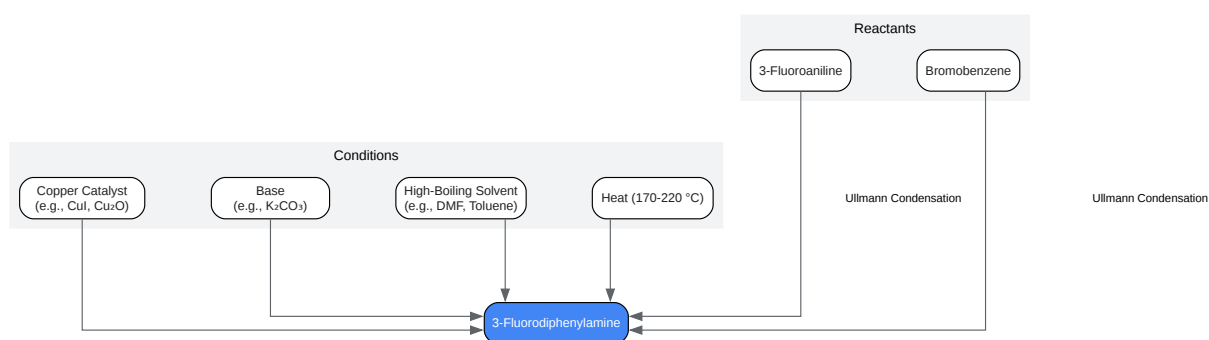 Reactants
3-Fluoroaniline
Bromobenzene
Conditions
Copper Catalyst
(e.g., CuI, Cu₂O)
Base
(e.g., K₂CO₃)
High-Boiling Solvent
(e.g., DMF, Toluene)
Heat (170-220 °C)
Ullmann Condensation
Ullmann Condensation
3-Fluorodiphenylamine